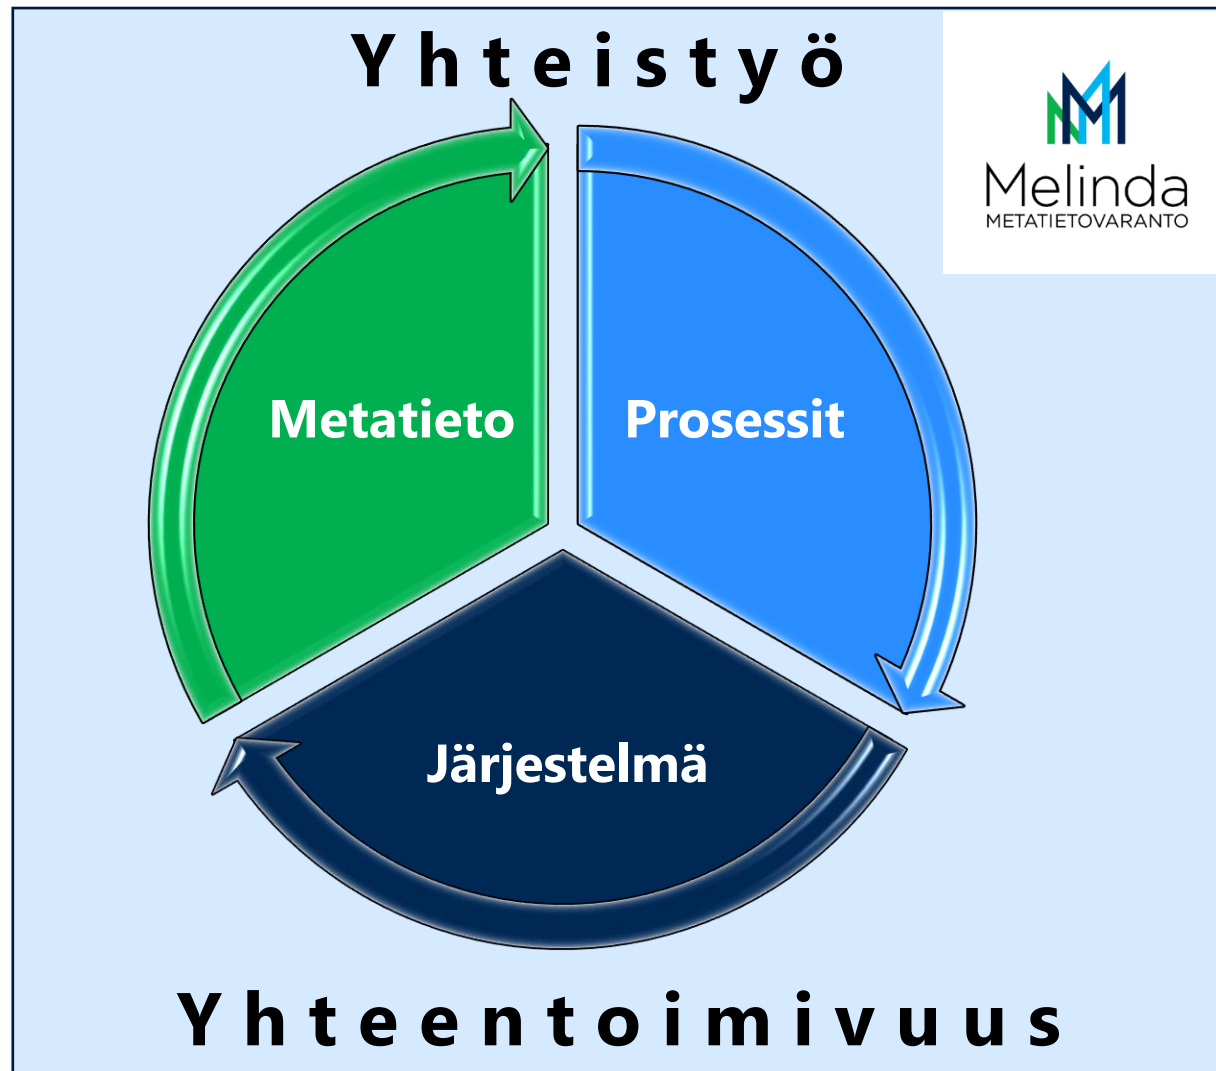 Yhteistyö
Melinda
METATIETOVARANTO
Metatieto
Prosessit
Järjestelmä
Yhteentoimivuus